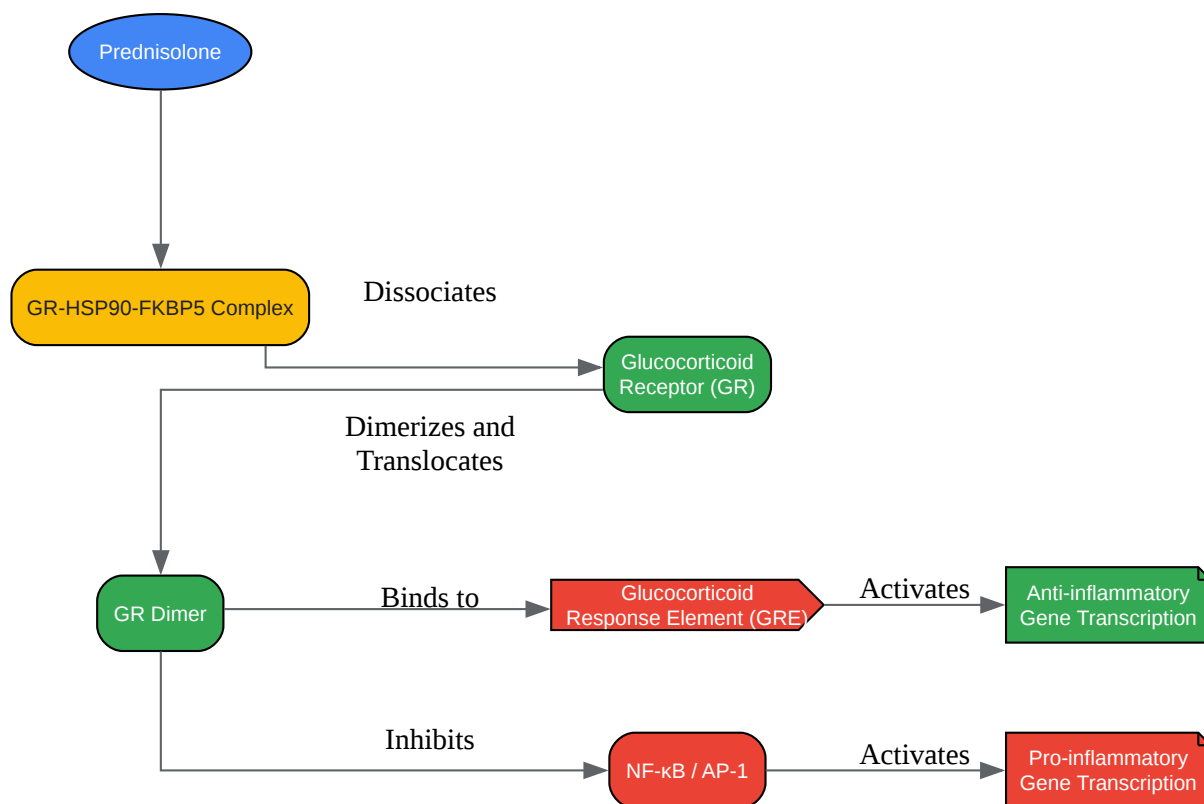 Prednisolone
GR-HSP90-FKBP5 Complex
Dissociates
Glucocorticoid
Receptor (GR)
Dimerizes and
Translocates
GR Dimer
Binds to
Glucocorticoid
Response Element (GRE)
Activates
Anti-inflammatory
Gene Transcription
Inhibits
NF-κB / AP-1
Activates
Pro-inflammatory
Gene Transcription